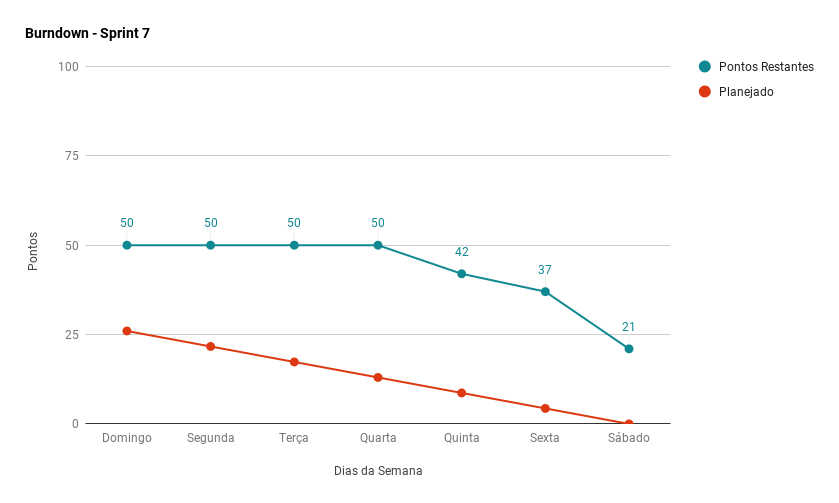 Burndown - Sprint 7
Pontos Restantes
Planejado
Pontos
100
75
50
25
0
50
50
50
50
42
37
21
Domingo
Segunda
Terça
Quarta
Quinta
Sexta
Sábado
Dias da Semana